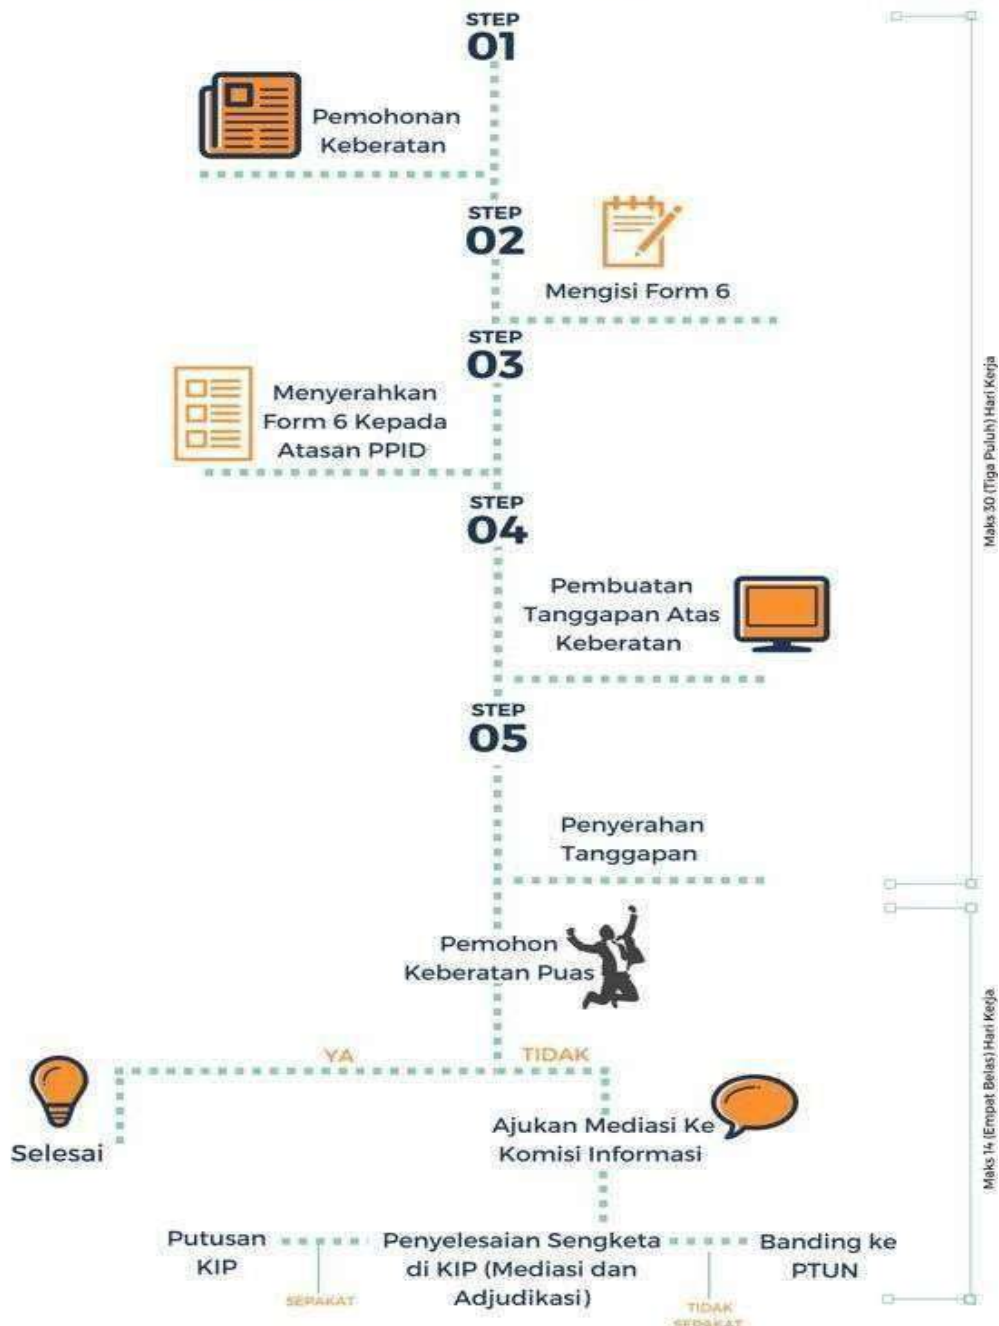 STEP
01
Pemohonan
Keberatan
STEP
02
Mengisi Form 6
STEP
03
Menyerahkan
Form 6 Kepada
Atasan PPID
STEP
04
Pembuatan
Tanggapan Atas
Keberatan
STEP
05
Penyerahan
Tanggapan
Maks 30 (Tiga Puluh) Hari Kerja
Pemohon
Keberatan Puas
YA
TIDAK
Selesai
Ajukan Mediasi Ke
Komisi Informasi
Putusan
KIP
SEPAKAT
Penyelesaian Sengketa
di KIP (Mediasi dan
Adjudikasi)
TIDAK
SEPAKAT
Banding ke
PTUN
Maks 14 (Empat Belas) Hari Kerja